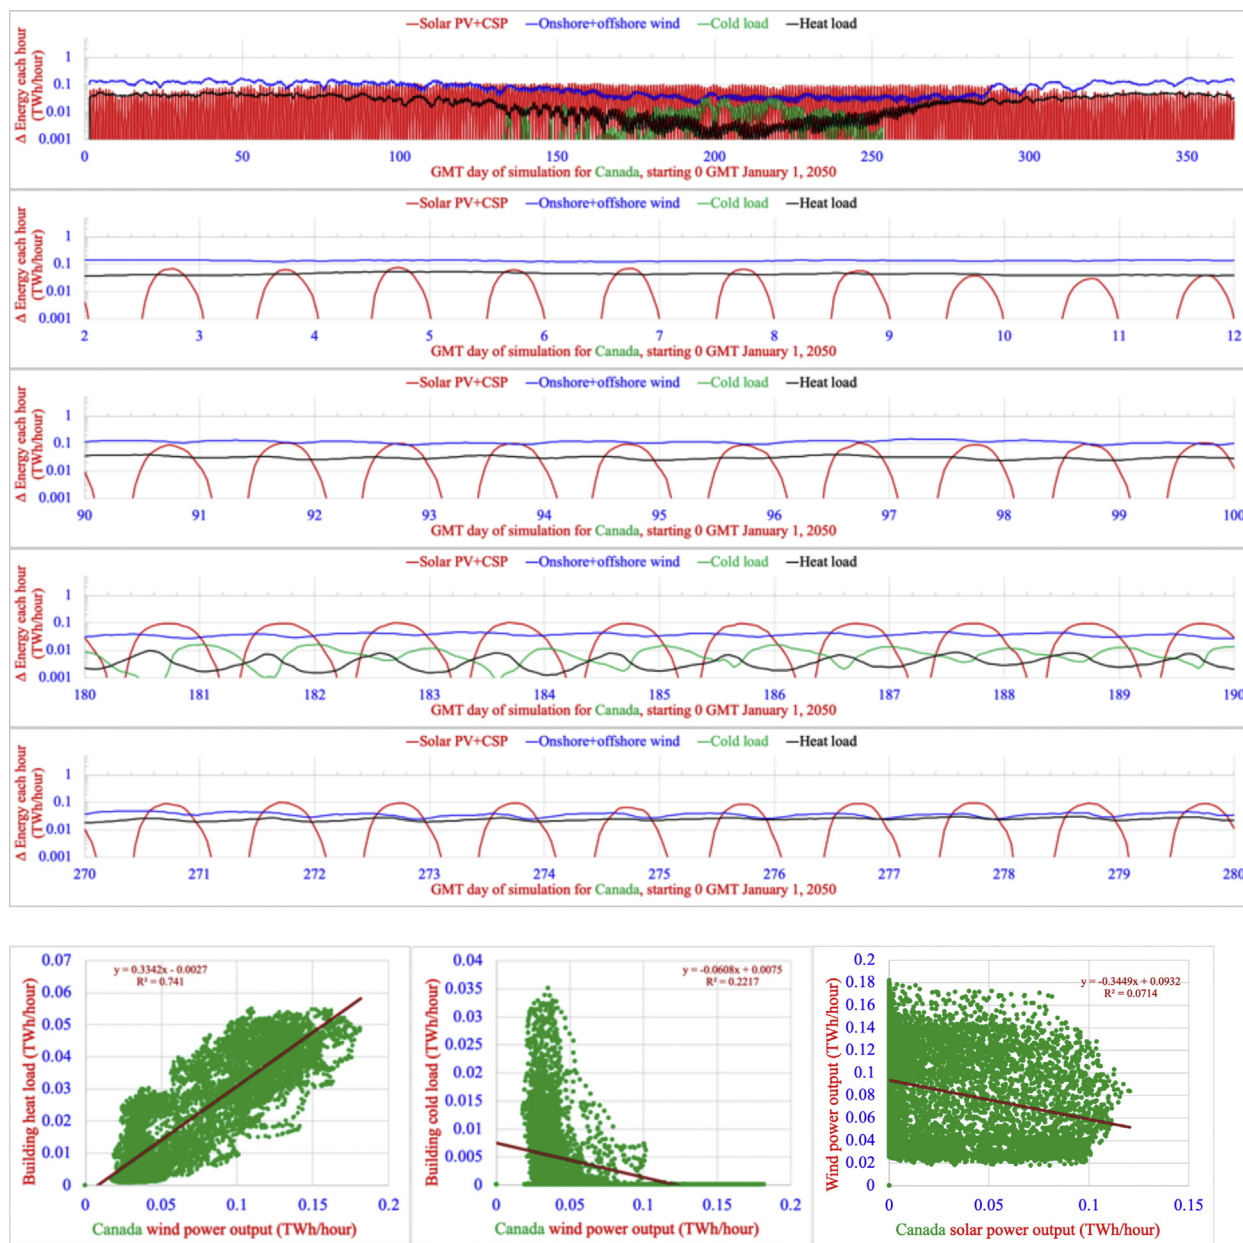 Solar PV+CSP Onshore+offshore wind Cold load Heat load
Δ Energy each hour
(TWh/hour)
1
0.1
0.01
0.001
0 50 100 150 200 250 300 350
GMT day of simulation for Canada, starting 0 GMT January 1, 2050
Solar PV+CSP Onshore+offshore wind Cold load Heat load
Δ Energy each hour
(TWh/hour)
1
0.1
0.01
0.001
2 3 4 5 6 7 8 9 10 11 12
GMT day of simulation for Canada, starting 0 GMT January 1, 2050
Solar PV+CSP Onshore+offshore wind Cold load Heat load
Δ Energy each hour
(TWh/hour)
1
0.1
0.01
0.001
90 91 92 93 94 95 96 97 98 99 100
GMT day of simulation for Canada, starting 0 GMT January 1, 2050
Solar PV+CSP Onshore+offshore wind Cold load Heat load
Δ Energy each hour
(TWh/hour)
1
0.1
0.01
0.001
180 181 182 183 184 185 186 187 188 189 190
GMT day of simulation for Canada, starting 0 GMT January 1, 2050
Solar PV+CSP Onshore+offshore wind Cold load Heat load
Δ Energy each hour
(TWh/hour)
1
0.1
0.01
0.001
270 271 272 273 274 275 276 277 278 279 280
GMT day of simulation for Canada, starting 0 GMT January 1, 2050
Building heat load (TWh/hour)
0.07
0.06
0.05
0.04
0.03
0.02
0.01
0
y = 0.3342x - 0.0027
R² = 0.741
0 0.05 0.1 0.15 0.2
Canada wind power output (TWh/hour)
Building cold load (TWh/hour)
0.04
0.035
0.03
0.025
0.02
0.015
0.01
0.005
0
y = -0.0608x + 0.0075
R² = 0.2217
0 0.05 0.1 0.15 0.2
Canada wind power output (TWh/hour)
Wind power output (TWh/hour)
0.2
0.18
0.16
0.14
0.12
0.1
0.08
0.06
0.04
0.02
0
y = -0.3449x + 0.0932
R² = 0.0714
0 0.05 0.1 0.15
Canada solar power output (TWh/hour)